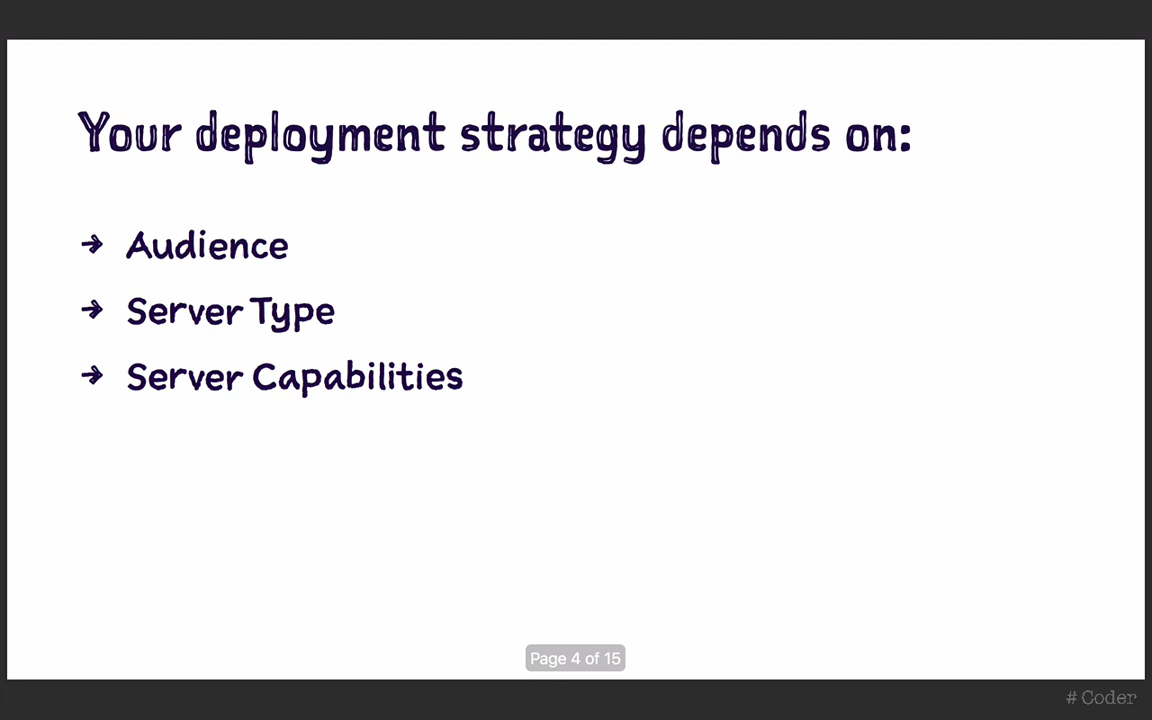 Your deployment strategy depends on:
→ Audience
→ Server Type
→ Server Capabilities
Page 4 of 15
# Coder